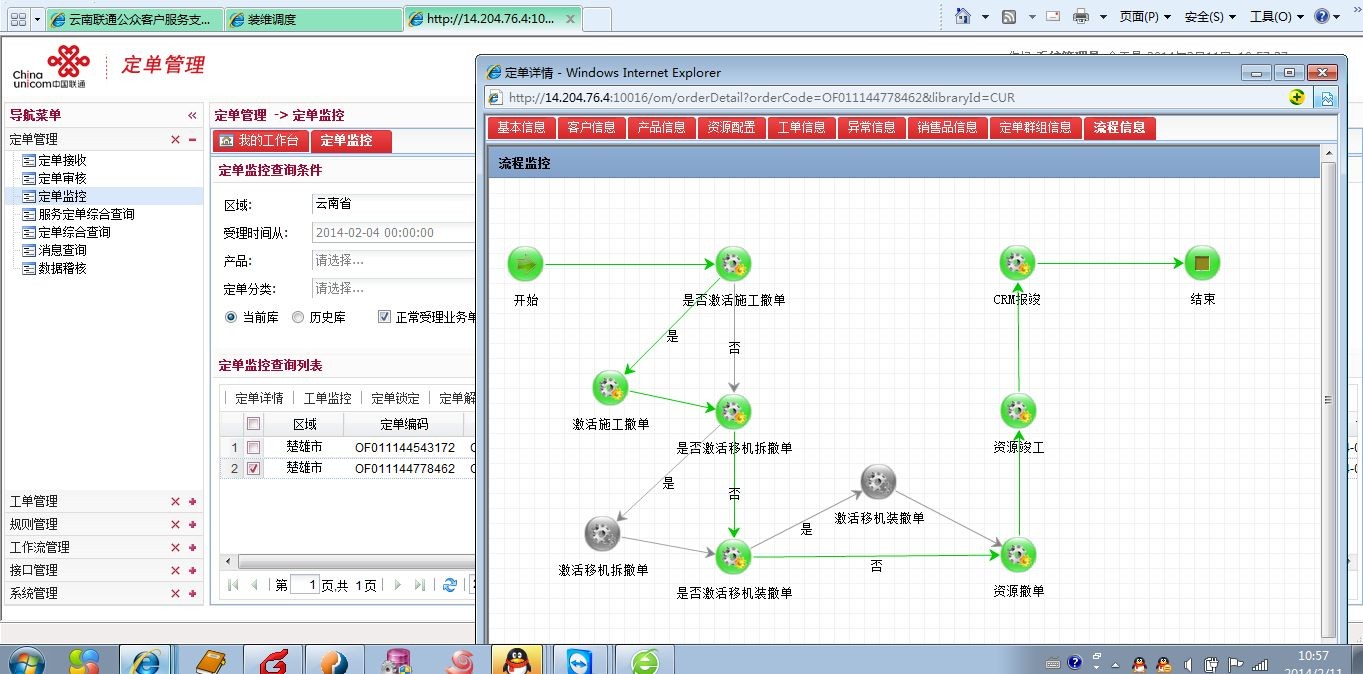 云南联通公众客户服务支...
装维调度
http://14.204.76.4:10...
页面(P)
安全(S)
工具(O)
China
unicom中国联通
定单管理
导航菜单
定单管理
定单接收
定单审核
定单监控
服务定单综合查询
定单综合查询
消息查询
数据稽核
工单管理
规则管理
工作流管理
接口管理
系统管理
定单管理 -> 定单监控
我的工作台
定单监控
定单监控查询条件
区域:
云南省
受理时间从:
2014-02-04 00:00:00
产品:
请选择...
定单分类:
请选择...
当前库
历史库
正常受理业务单
定单监控查询列表
定单详情
工单监控
定单锁定
定单解
区域
定单编码
1 楚雄市 OF011144543172
2 楚雄市 OF011144778462
第 1 页,共 1页
定单详情 - Windows Internet Explorer
http://14.204.76.4:10016/om/orderDetail?orderCode=OF011144778462&libraryId=CUR
基本信息
客户信息
产品信息
资源配置
工单信息
异常信息
销售品信息
定单群组信息
流程信息
流程监控
开始
是否激活施工撤单
CRM报竣
结束
是
否
激活施工撤单
是否激活移机拆撤单
资源竣工
是
否
激活移机装撤单
是
激活移机拆撤单
是否激活移机装撤单
否
资源撤单
10:57
2014/2/11